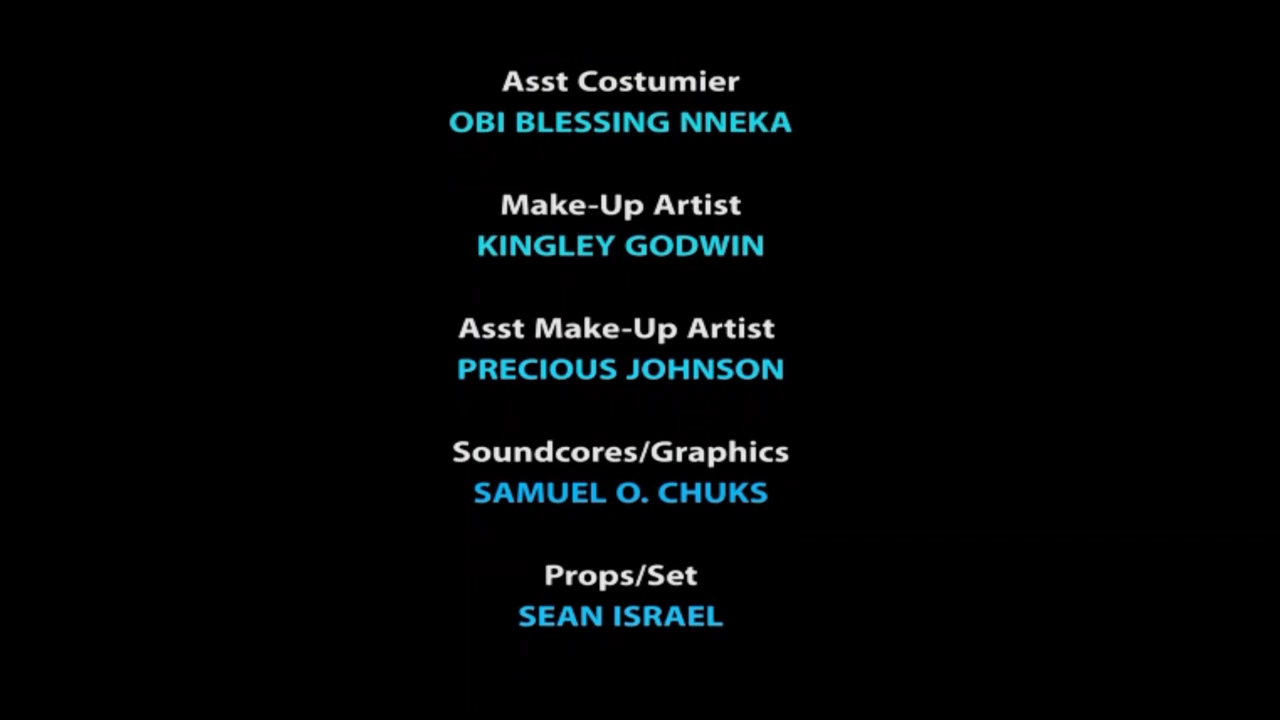 Asst Costumier
OBI BLESSING NNEKA
Make-Up Artist
KINGLEY GODWIN
Asst Make-Up Artist
PRECIOUS JOHNSON
Soundcores/Graphics
SAMUEL O. CHUKS
Props/Set
SEAN ISRAEL